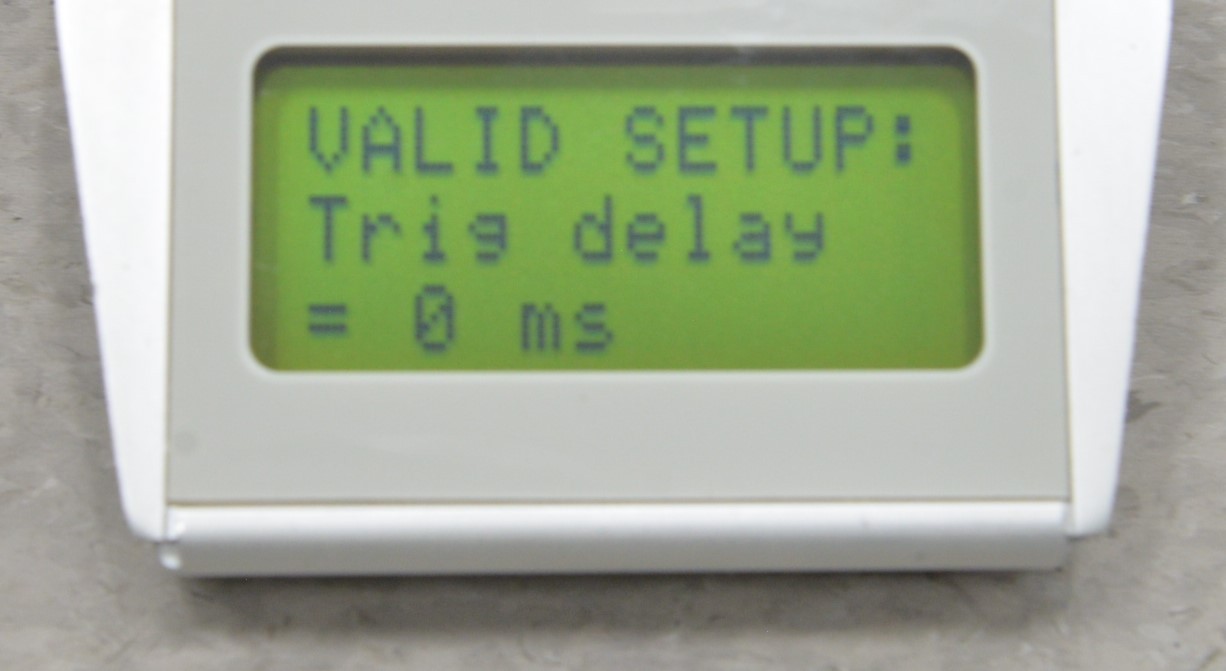 VALID SETUP:
Trig delay
= 0 ms